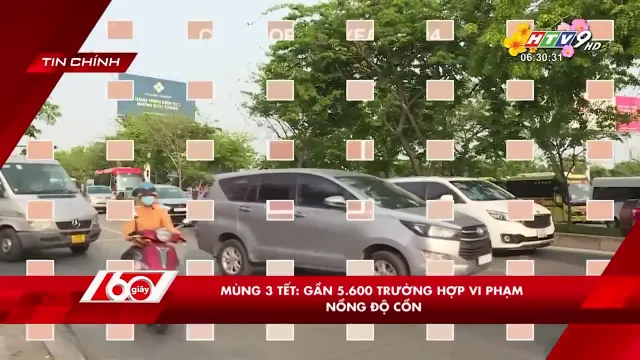 TIN CHÍNH
HTV9 HD
06:30:31
60 giây
MÙNG 3 TẾT: GẦN 5.600 TRƯỜNG HỢP VI PHẠM
NỒNG ĐỘ CỒN